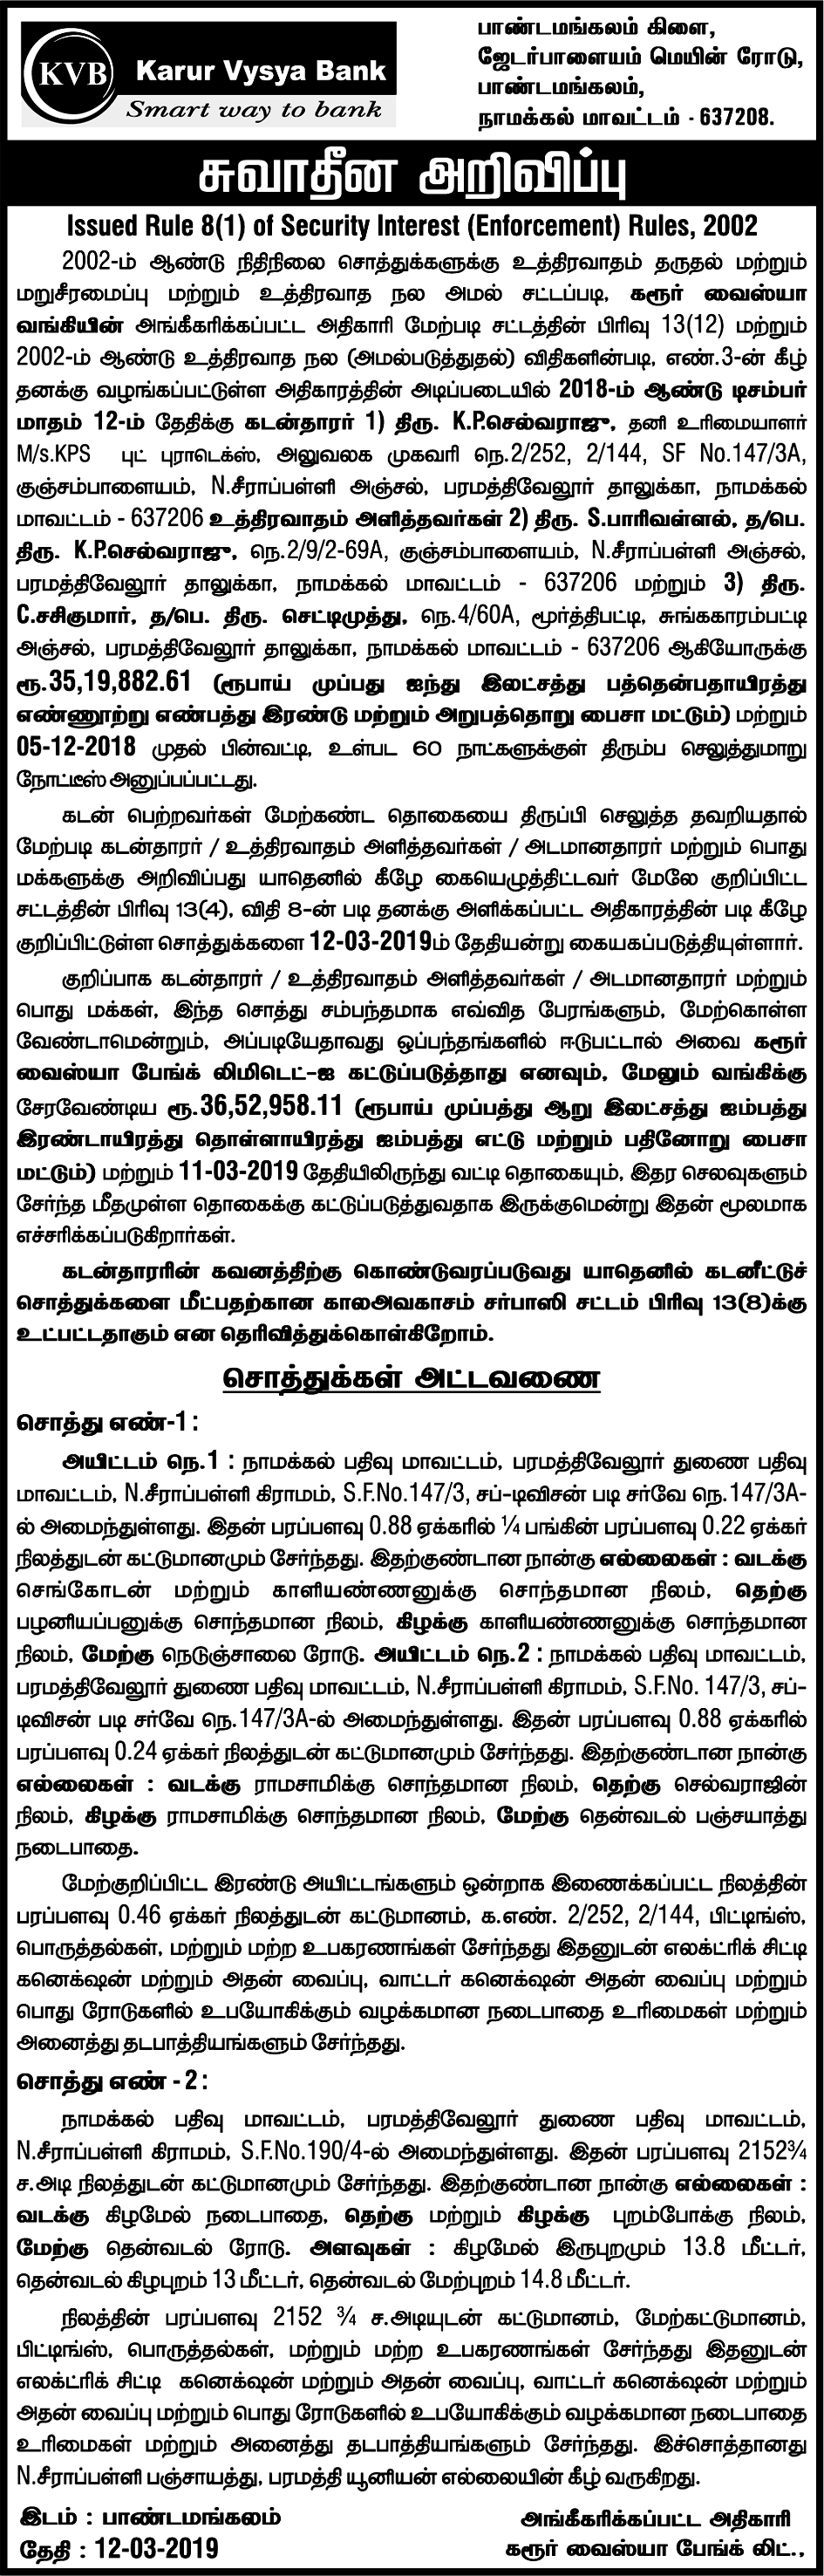 பாண்டமங்கலம் கிளை,
ஜேடர்பாளையம் மெயின் ரோடு,
பாண்டமங்கலம்,
நாமக்கல் மாவட்டம் - 637208.
KVB Karur Vysya Bank
Smart way to bank
சுவாதீன அறிவிப்பு
Issued Rule 8(1) of Security Interest (Enforcement) Rules, 2002
2002-ம் ஆண்டு நிதிநிலை சொத்துக்களுக்கு உத்திரவாதம் தருதல் மற்றும்
மறுசீரமைப்பு மற்றும் உத்திரவாத நல அமல் சட்டப்படி, கரூர் வைஸ்யா
வங்கியின் அங்கீகரிக்கப்பட்ட அதிகாரி மேற்படி சட்டத்தின் பிரிவு 13(12) மற்றும்
2002-ம் ஆண்டு உத்திரவாத நல (அமல்படுத்துதல்) விதிகளின்படி, எண்.3-ன் கீழ்
தனக்கு வழங்கப்பட்டுள்ள அதிகாரத்தின் அடிப்படையில் 2018-ம் ஆண்டு டிசம்பர்
மாதம் 12-ம் தேதிக்கு கடன்தாரர் 1) திரு. K.P.செல்வராஜு, தனி உரிமையாளர்
M/s.KPS புட் புராடெக்ஸ், அலுவலக முகவரி நெ.2/252, 2/144, SF No.147/3A,
குஞ்சம்பாளையம், N.சீராப்பள்ளி அஞ்சல், பரமத்திவேலூர் தாலுக்கா, நாமக்கல்
மாவட்டம் - 637206 உத்திரவாதம் அளித்தவர்கள் 2) திரு. S.பாரிவள்ளல், த/பெ.
திரு. K.P.செல்வராஜு, நெ.2/9/2-69A, குஞ்சம்பாளையம், N.சீராப்பள்ளி அஞ்சல்,
பரமத்திவேலூர் தாலுக்கா, நாமக்கல் மாவட்டம் - 637206 மற்றும் 3) திரு.
C.சசிகுமார், த/பெ. திரு. செட்டிமுத்து, நெ.4/60A, மூர்த்திபட்டி, சுங்ககாரம்பட்டி
அஞ்சல், பரமத்திவேலூர் தாலுக்கா, நாமக்கல் மாவட்டம் - 637206 ஆகியோருக்கு
ரூ.35,19,882.61 (ரூபாய் முப்பது ஐந்து இலட்சத்து பத்தென்பதாயிரத்து
எண்ணூற்று எண்பத்து இரண்டு மற்றும் அறுபத்தொறு பைசா மட்டும்) மற்றும்
05-12-2018 முதல் பின்வட்டி, உள்பட 60 நாட்களுக்குள் திரும்ப செலுத்துமாறு
நோட்டீஸ் அனுப்பப்பட்டது.
கடன் பெற்றவர்கள் மேற்கண்ட தொகையை திருப்பி செலுத்த தவறியதால்
மேற்படி கடன்தாரர் / உத்திரவாதம் அளித்தவர்கள் / அடமானதாரர் மற்றும் பொது
மக்களுக்கு அறிவிப்பது யாதெனில் கீழே கையெழுத்திட்டவர் மேலே குறிப்பிட்ட
சட்டத்தின் பிரிவு 13(4), விதி 8-ன் படி தனக்கு அளிக்கப்பட்ட அதிகாரத்தின் படி கீழே
குறிப்பிட்டுள்ள சொத்துக்களை 12-03-2019ம் தேதியன்று கையகப்படுத்தியுள்ளார்.
குறிப்பாக கடன்தாரர் / உத்திரவாதம் அளித்தவர்கள் / அடமானதாரர் மற்றும்
பொது மக்கள், இந்த சொத்து சம்பந்தமாக எவ்வித பேரங்களும், மேற்கொள்ள
வேண்டாமென்றும், அப்படியேதாவது ஒப்பந்தங்களில் ஈடுபட்டால் அவை கரூர்
வைஸ்யா பேங்க் லிமிடெட்-ஐ கட்டுப்படுத்தாது எனவும், மேலும் வங்கிக்கு
சேரவேண்டிய ரூ.36,52,958.11 (ரூபாய் முப்பத்து ஆறு இலட்சத்து ஐம்பத்து
இரண்டாயிரத்து தொள்ளாயிரத்து ஐம்பத்து எட்டு மற்றும் பதினோறு பைசா
மட்டும்) மற்றும் 11-03-2019 தேதியிலிருந்து வட்டி தொகையும், இதர செலவுகளும்
சேர்ந்த மீதமுள்ள தொகைக்கு கட்டுப்படுத்துவதாக இருக்குமென்று இதன் மூலமாக
எச்சரிக்கப்படுகிறார்கள்.
கடன்தாரரின் கவனத்திற்கு கொண்டுவரப்படுவது யாதெனில் கடனீட்டுச்
சொத்துக்களை மீட்பதற்கான காலஅவகாசம் சர்பாஸி சட்டம் பிரிவு 13(8)க்கு
உட்பட்டதாகும் என தெரிவித்துக்கொள்கிறோம்.
சொத்துக்கள் அட்டவணை
சொத்து எண்-1 :
அயிட்டம் நெ.1 : நாமக்கல் பதிவு மாவட்டம், பரமத்திவேலூர் துணை பதிவு
மாவட்டம், N.சீராப்பள்ளி கிராமம், S.F.No.147/3, சப்-டிவிசன் படி சர்வே நெ.147/3A-
ல் அமைந்துள்ளது. இதன் பரப்பளவு 0.88 ஏக்கரில் ¼ பங்கின் பரப்பளவு 0.22 ஏக்கர்
நிலத்துடன் கட்டுமானமும் சேர்ந்தது. இதற்குண்டான நான்கு எல்லைகள் : வடக்கு
செங்கோடன் மற்றும் காளியண்ணனுக்கு சொந்தமான நிலம், தெற்கு
பழனியப்பனுக்கு சொந்தமான நிலம், கிழக்கு காளியண்ணனுக்கு சொந்தமான
நிலம், மேற்கு நெடுஞ்சாலை ரோடு. அயிட்டம் நெ.2 : நாமக்கல் பதிவு மாவட்டம்,
பரமத்திவேலூர் துணை பதிவு மாவட்டம், N.சீராப்பள்ளி கிராமம், S.F.No. 147/3, சப்-
டிவிசன் படி சர்வே நெ.147/3A-ல் அமைந்துள்ளது. இதன் பரப்பளவு 0.88 ஏக்கரில்
பரப்பளவு 0.24 ஏக்கர் நிலத்துடன் கட்டுமானமும் சேர்ந்தது. இதற்குண்டான நான்கு
எல்லைகள் : வடக்கு ராமசாமிக்கு சொந்தமான நிலம், தெற்கு செல்வராஜின்
நிலம், கிழக்கு ராமசாமிக்கு சொந்தமான நிலம், மேற்கு தென்வடல் பஞ்சயாத்து
நடைபாதை.
மேற்குறிப்பிட்ட இரண்டு அயிட்டங்களும் ஒன்றாக இணைக்கப்பட்ட நிலத்தின்
பரப்பளவு 0.46 ஏக்கர் நிலத்துடன் கட்டுமானம், க.எண். 2/252, 2/144, பிட்டிங்ஸ்,
பொருத்தல்கள், மற்றும் மற்ற உபகரணங்கள் சேர்ந்தது இதனுடன் எலக்ட்ரிக் சிட்டி
கனெக்ஷன் மற்றும் அதன் வைப்பு, வாட்டர் கனெக்ஷன் அதன் வைப்பு மற்றும்
பொது ரோடுகளில் உபயோகிக்கும் வழக்கமான நடைபாதை உரிமைகள் மற்றும்
அனைத்து தடபாத்தியங்களும் சேர்ந்தது.
சொத்து எண் - 2 :
நாமக்கல் பதிவு மாவட்டம், பரமத்திவேலூர் துணை பதிவு மாவட்டம்,
N.சீராப்பள்ளி கிராமம், S.F.No.190/4-ல் அமைந்துள்ளது. இதன் பரப்பளவு 2152¾
ச.அடி நிலத்துடன் கட்டுமானமும் சேர்ந்தது. இதற்குண்டான நான்கு எல்லைகள் :
வடக்கு கிழமேல் நடைபாதை, தெற்கு மற்றும் கிழக்கு புறம்போக்கு நிலம்,
மேற்கு தென்வடல் ரோடு. அளவுகள் : கிழமேல் இருபுறமும் 13.8 மீட்டர்,
தென்வடல் கிழபுறம் 13 மீட்டர், தென்வடல் மேற்புறம் 14.8 மீட்டர்.
நிலத்தின் பரப்பளவு 2152 ¾ ச.அடியுடன் கட்டுமானம், மேற்கட்டுமானம்,
பிட்டிங்ஸ், பொருத்தல்கள், மற்றும் மற்ற உபகரணங்கள் சேர்ந்தது இதனுடன்
எலக்ட்ரிக் சிட்டி கனெக்ஷன் மற்றும் அதன் வைப்பு, வாட்டர் கனெக்ஷன் மற்றும்
அதன் வைப்பு மற்றும் பொது ரோடுகளில் உபயோகிக்கும் வழக்கமான நடைபாதை
உரிமைகள் மற்றும் அனைத்து தடபாத்தியங்களும் சேர்ந்தது. இச்சொத்தானது
N.சீராப்பள்ளி பஞ்சாயத்து, பரமத்தி யூனியன் எல்லையின் கீழ் வருகிறது.
இடம் : பாண்டமங்கலம்
தேதி : 12-03-2019
அங்கீகரிக்கப்பட்ட அதிகாரி
கரூர் வைஸ்யா பேங்க் லிட்.,